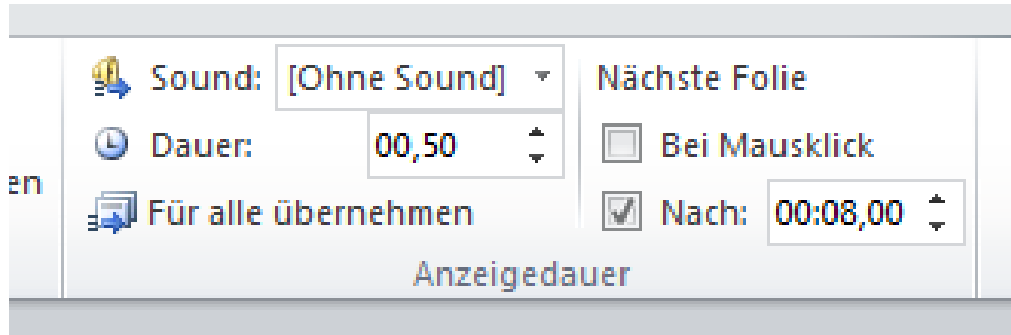 Sound: [Ohne Sound]
Dauer: 00,50
en
Für alle übernehmen
Nächste Folie
Bei Mausklick
Nach: 00:08,00
Anzeigedauer